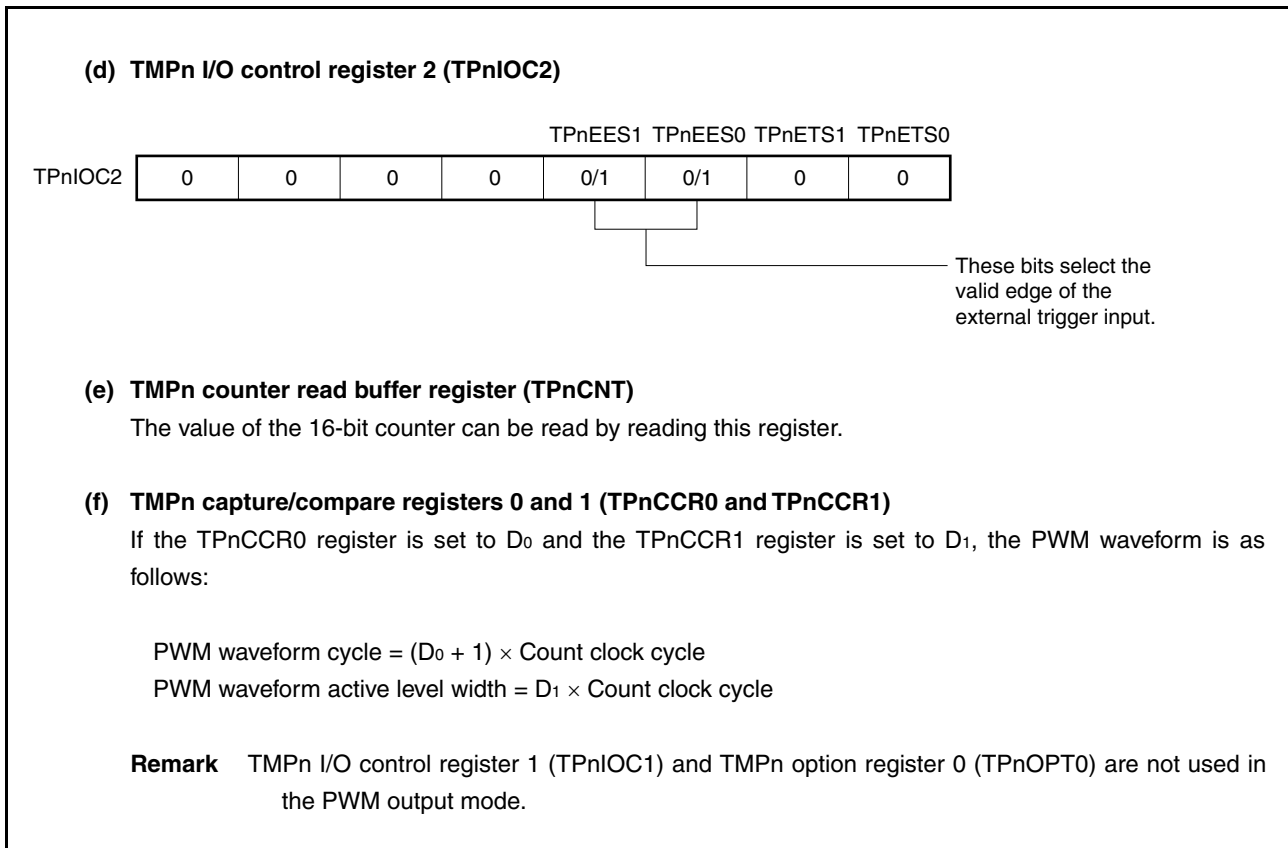 (d) TMPn I/O control register 2 (TPnIOC2)
TPnEES1 TPnEES0 TPnETS1 TPnETS0
TPnIOC2 0 0 0 0 0/1 0/1 0 0
These bits select the
valid edge of the
external trigger input.
(e) TMPn counter read buffer register (TPnCNT)
The value of the 16-bit counter can be read by reading this register.
(f) TMPn capture/compare registers 0 and 1 (TPnCCR0 and TPnCCR1)
If the TPnCCR0 register is set to D₀ and the TPnCCR1 register is set to D₁, the PWM waveform is as
follows:
PWM waveform cycle = (D₀ + 1) × Count clock cycle
PWM waveform active level width = D₁ × Count clock cycle
Remark TMPn I/O control register 1 (TPnIOC1) and TMPn option register 0 (TPnOPT0) are not used in
the PWM output mode.